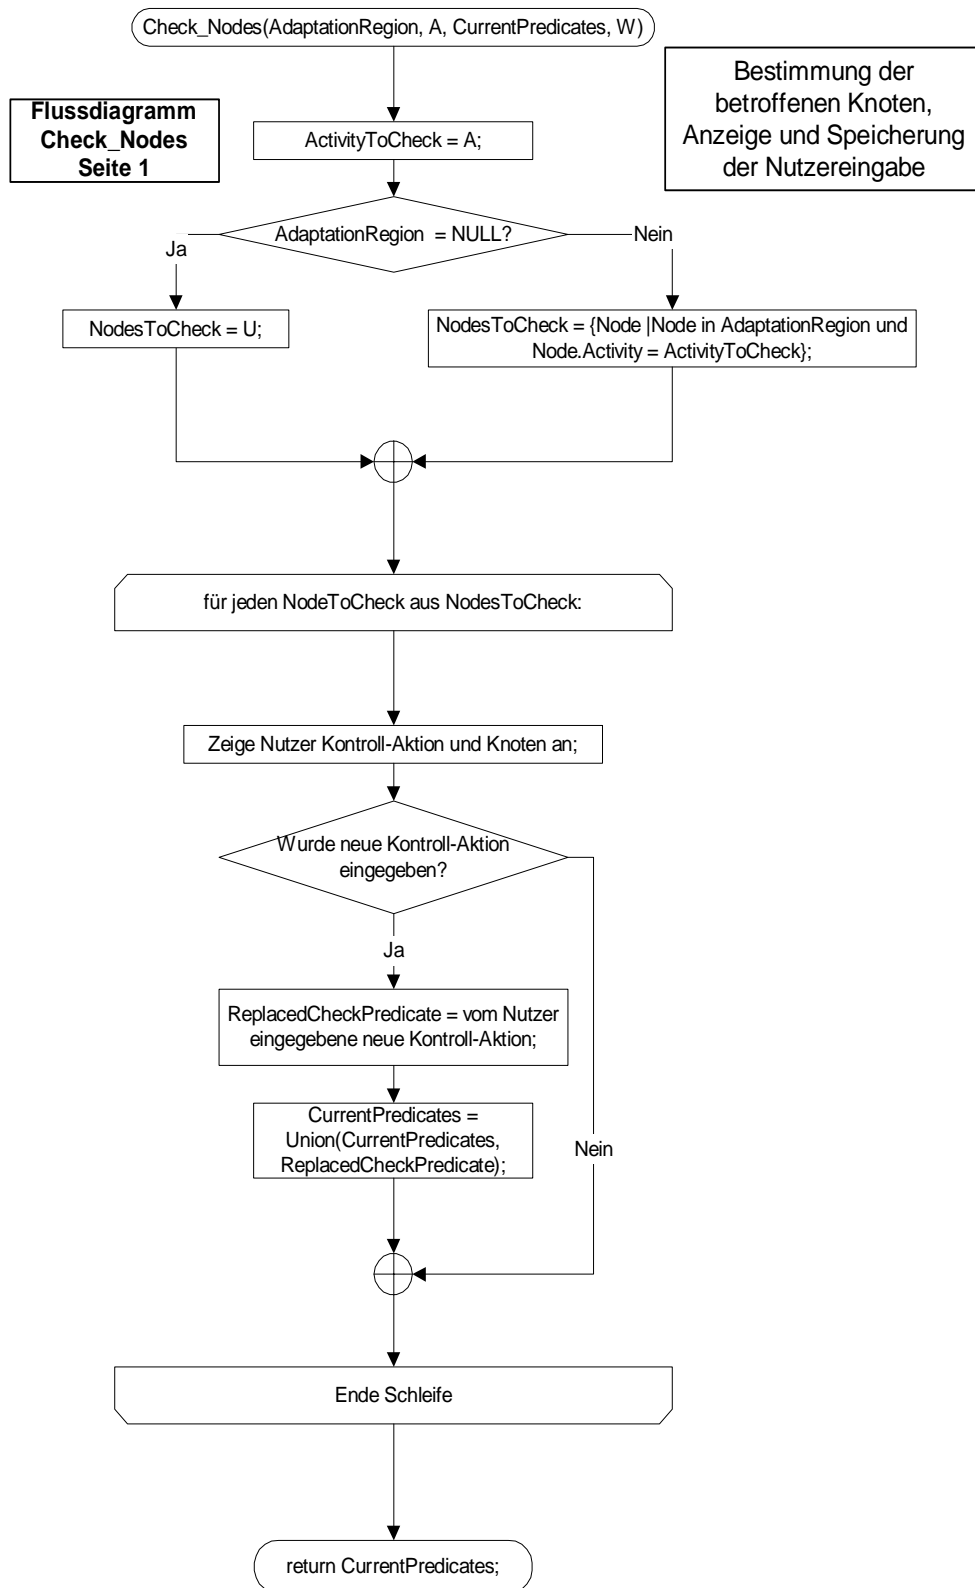 Check_Nodes(AdaptationRegion, A, CurrentPredicates, W)
Flussdiagramm
Check_Nodes
Seite 1
Bestimmung der
betroffenen Knoten,
Anzeige und Speicherung
der Nutzereingabe
ActivityToCheck = A;
AdaptationRegion = NULL?
Ja
Nein
NodesToCheck = U;
NodesToCheck = {Node |Node in AdaptationRegion und
Node.Activity = ActivityToCheck};
für jeden NodeToCheck aus NodesToCheck:
Zeige Nutzer Kontroll-Aktion und Knoten an;
Wurde neue Kontroll-Aktion
eingegeben?
Ja
ReplacedCheckPredicate = vom Nutzer
eingegebene neue Kontroll-Aktion;
CurrentPredicates =
Union(CurrentPredicates,
ReplacedCheckPredicate);
Nein
Ende Schleife
return CurrentPredicates;